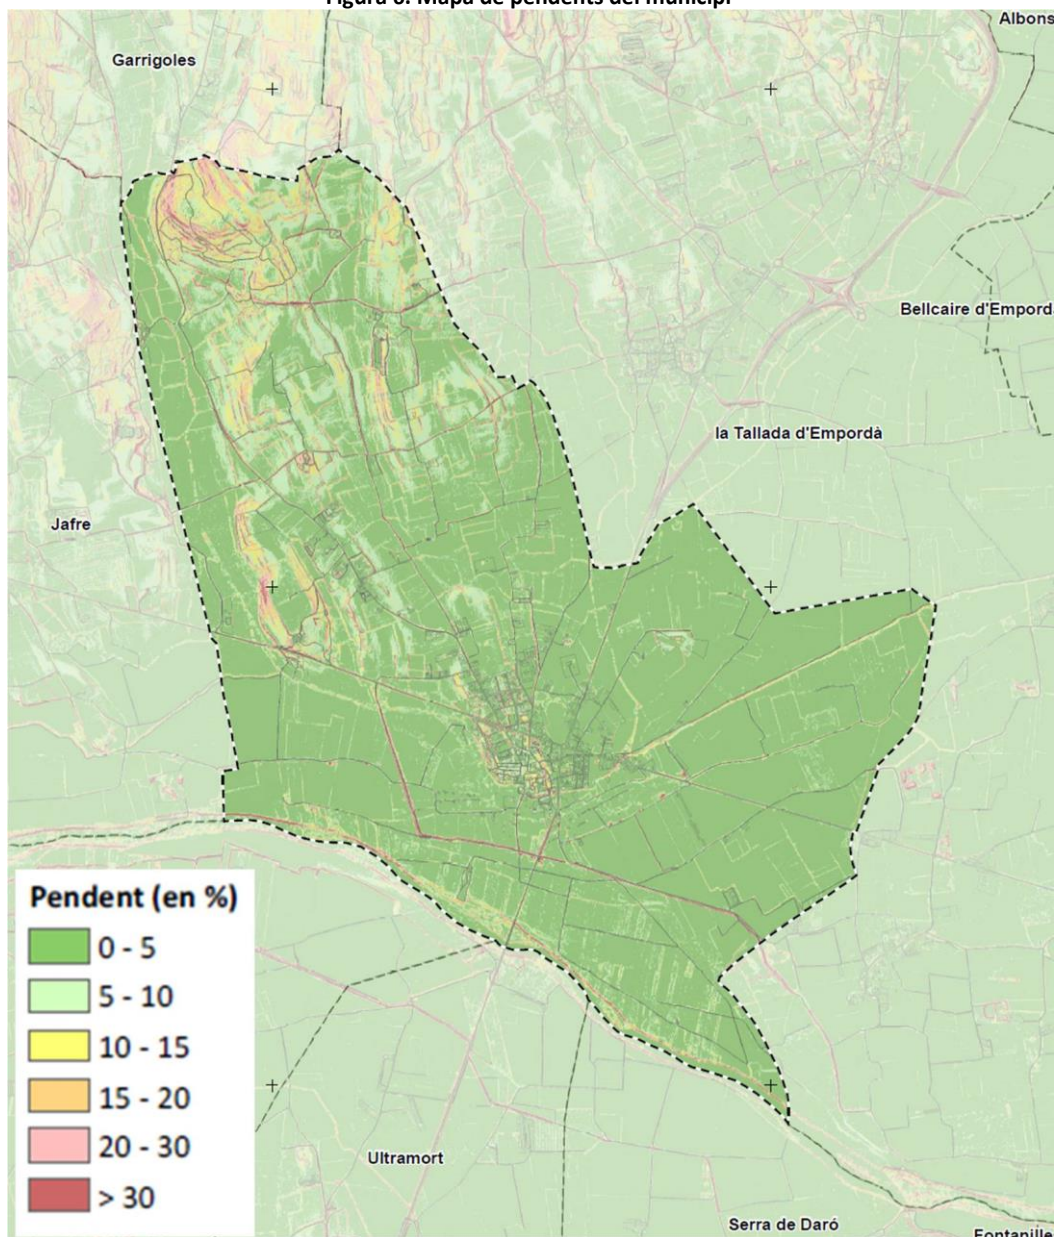 Figura 6. Mapa de pendents del municipi
Albons
Garrigoles
Bellcaire d'Empordà
la Tallada d'Empordà
Jafre
Pendent (en %)
0 - 5
5 - 10
10 - 15
15 - 20
20 - 30
> 30
Ultramort
Serra de Daró
Fontanille